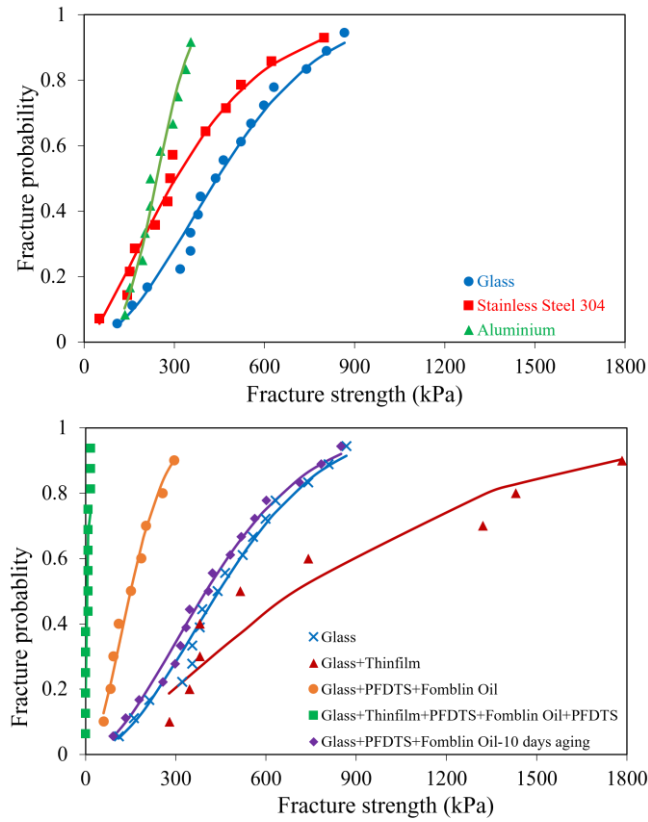 1
0.8
0.6
0.4
0.2
0
Fracture probability
Glass
Stainless Steel 304
Aluminium
0 300 600 900 1200 1500 1800
Fracture strength (kPa)
1
0.8
0.6
0.4
0.2
0
Fracture probablity
Glass
Glass+Thinfilm
Glass+PFDTS+Fomblin Oil
Glass+Thinfilm+PFDTS+Fomblin Oil+PFDTS
Glass+PFDTS+Fomblin Oil-10 days aging
0 300 600 900 1200 1500 1800
Fracture strength (kPa)